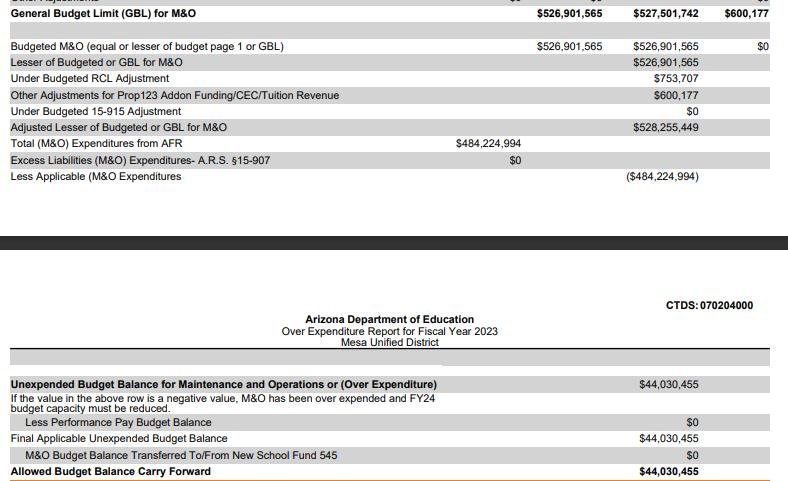 General Budget Limit (GBL) for M&O $526,901,565 $527,501,742 $600,177
Budgeted M&O (equal or lesser of budget page 1 or GBL) $526,901,565 $526,901,565 $0
Lesser of Budgeted or GBL for M&O $526,901,565
Under Budgeted RCL Adjustment $753,707
Other Adjustments for Prop123 Addon Funding/CEC/Tuition Revenue $600,177
Under Budgeted 15-915 Adjustment $0
Adjusted Lesser of Budgeted or GBL for M&O $528,255,449
Total (M&O) Expenditures from AFR $484,224,994
Excess Liabilities (M&O) Expenditures- A.R.S. §15-907 $0
Less Applicable (M&O Expenditures ($484,224,994)
CTDS: 070204000
Arizona Department of Education
Over Expenditure Report for Fiscal Year 2023
Mesa Unified District
Unexpended Budget Balance for Maintenance and Operations or (Over Expenditure) $44,030,455
If the value in the above row is a negative value, M&O has been over expended and FY24
budget capacity must be reduced.
Less Performance Pay Budget Balance $0
Final Applicable Unexpended Budget Balance $44,030,455
M&O Budget Balance Transferred To/From New School Fund 545 $0
Allowed Budget Balance Carry Forward $44,030,455